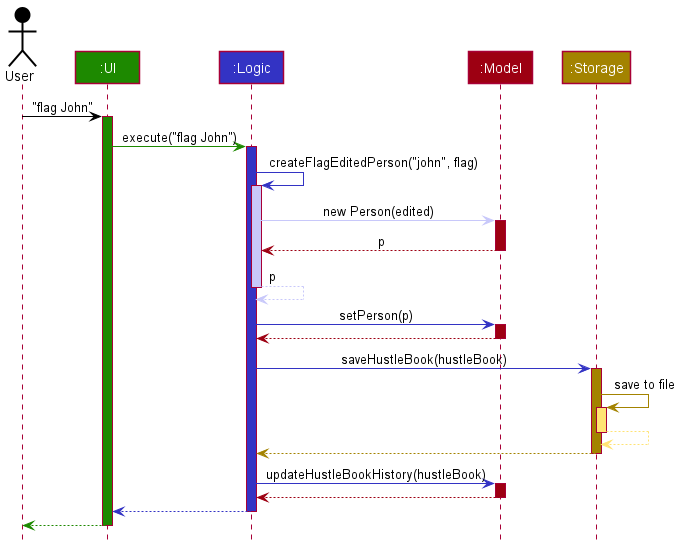 User
:UI
:Logic
:Model
:Storage
"flag John"
execute("flag John")
createFlagEditedPerson("john", flag)
new Person(edited)
p
p
setPerson(p)
saveHustleBook(hustleBook)
save to file
updateHustleBookHistory(hustleBook)